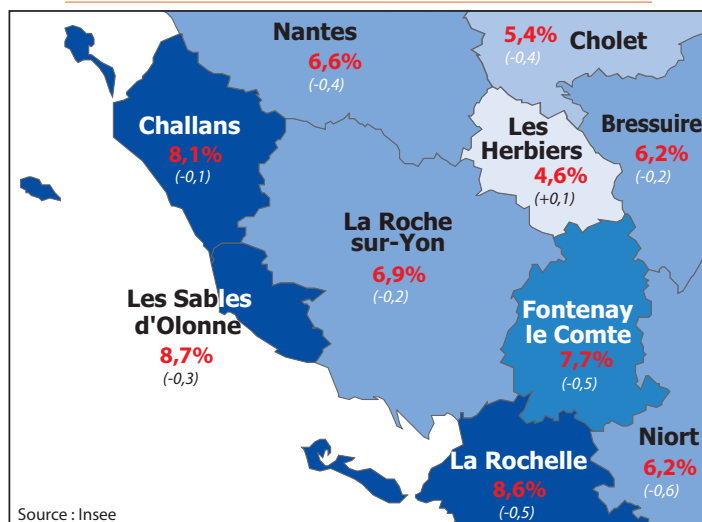 Nantes
6,6%
(-0,4)
5,4%
(-0,4)
Cholet
Challans
8,1%
(-0,1)
Les
Herbiers
4,6%
(+0,1)
Bressuire
6,2%
(-0,2)
La Roche
sur-Yon
6,9%
(-0,2)
Les Sables
d'Olonne
8,7%
(-0,3)
Fontenay
le Comte
7,7%
(-0,5)
La Rochelle
8,6%
(-0,5)
Niort
6,2%
(-0,6)
Source : Insee